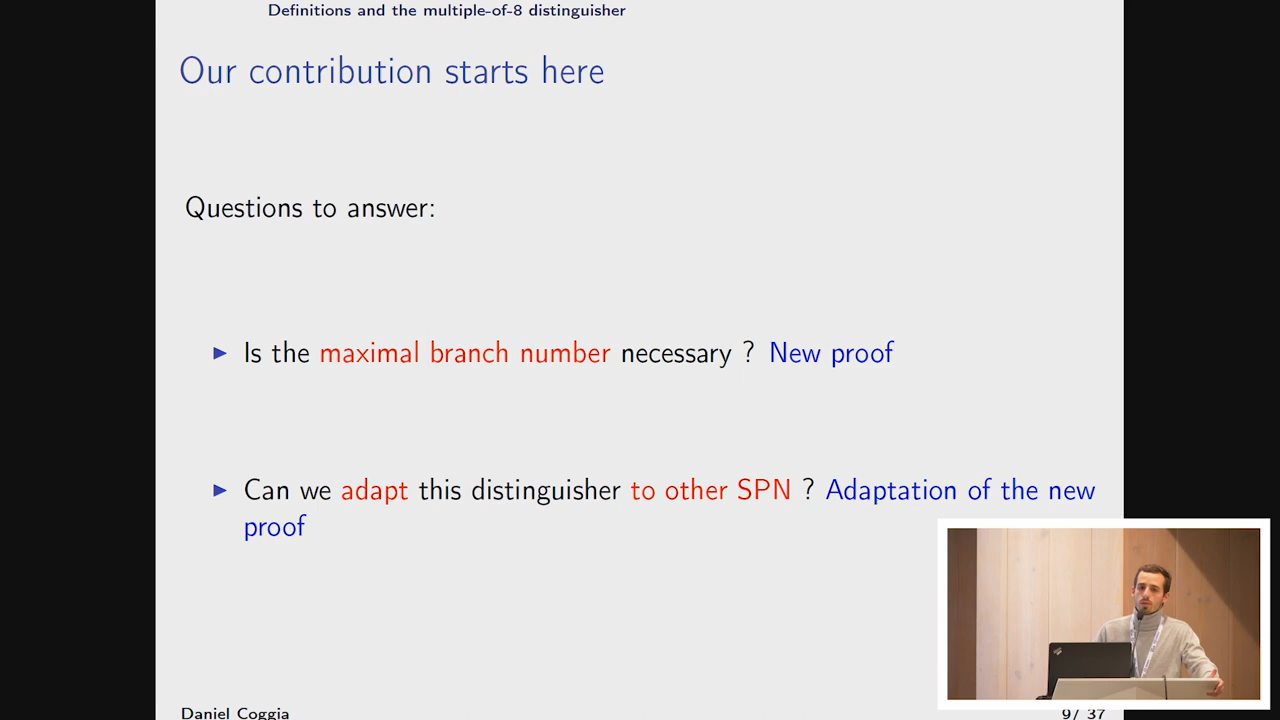 Definitions and the multiple-of-8 distinguisher
Our contribution starts here
Questions to answer:
▶ Is the maximal branch number necessary ? New proof
▶ Can we adapt this distinguisher to other SPN ? Adaptation of the new
proof
Daniel Coggia
9/ 37